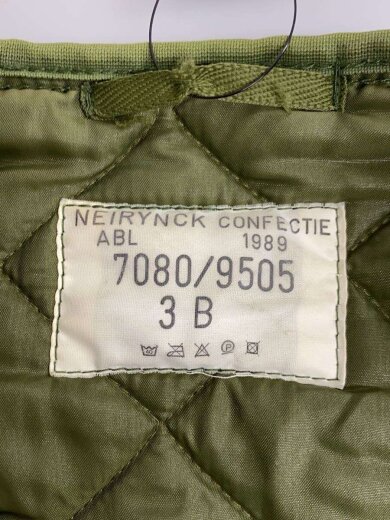 NEIRYNCK CONFECTIE
ABL 1989
7080/9505
3 B